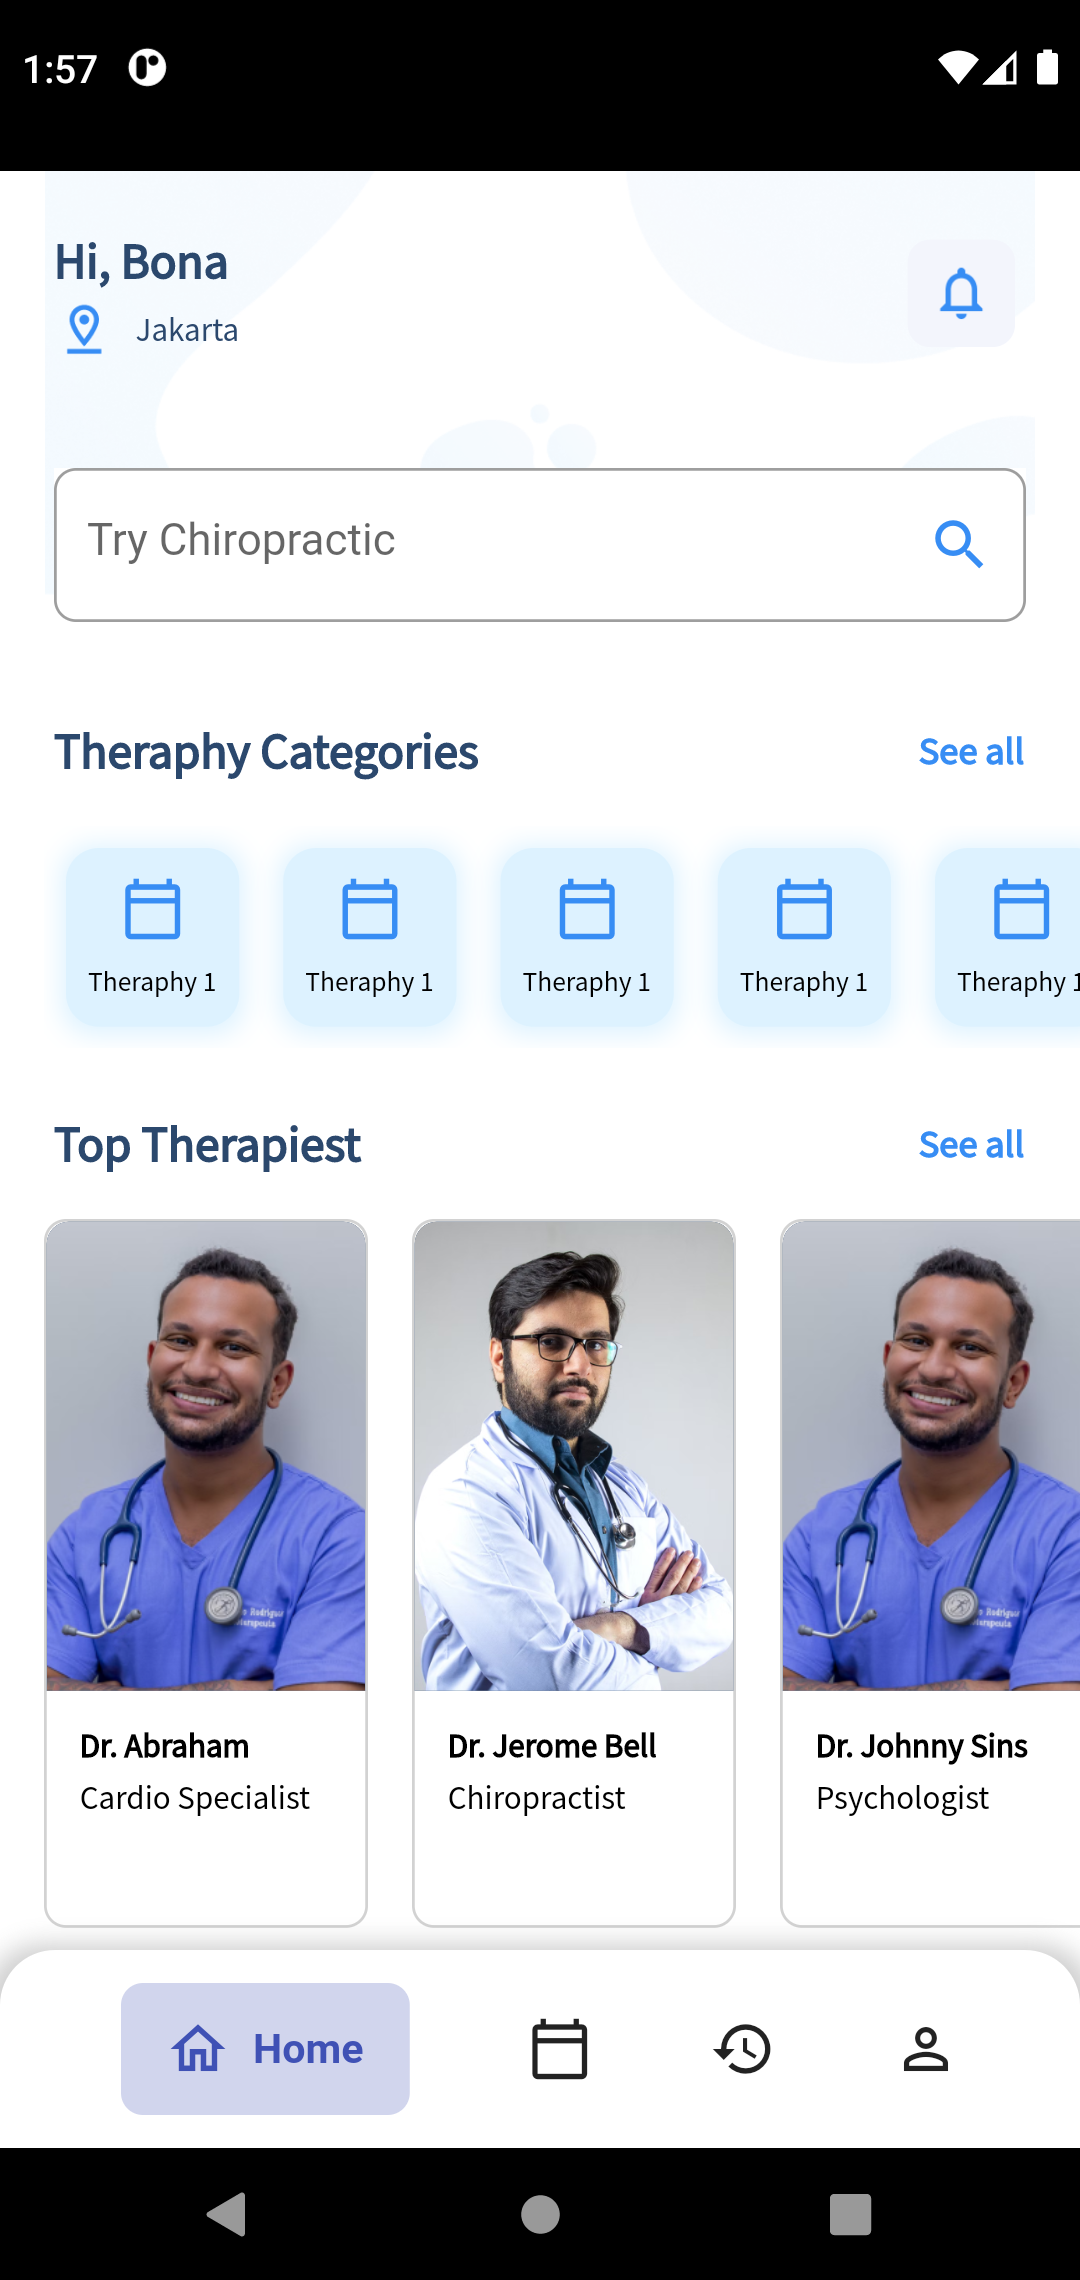 1:57
Hi, Bona
Jakarta
Try Chiropractic
Theraphy Categories
See all
Theraphy 1
Theraphy 1
Theraphy 1
Theraphy 1
Theraphy 1
Top Therapiest
See all
Dr. Abraham
Cardio Specialist
Dr. Jerome Bell
Chiropractist
Dr. Johnny Sins
Psychologist
Home